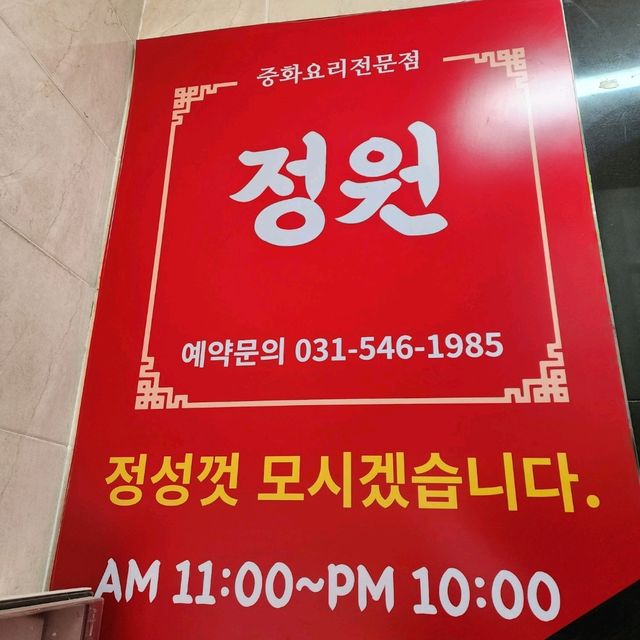 중화요리전문점
정원
예약문의 031-546-1985
정성껏 모시겠습니다.
AM 11:00~PM 10:00